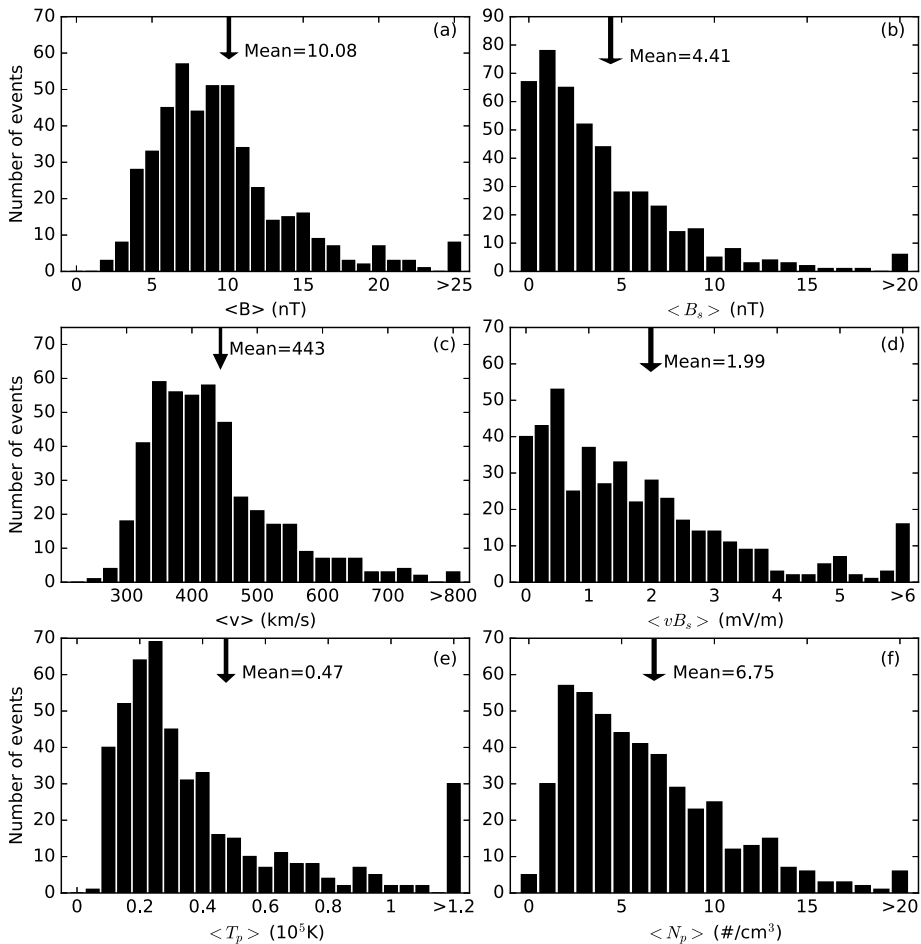 70
60
50
40
30
20
10
0
Number of events
(a)
Mean=10.08
0 5 10 15 20 >25
<B> (nT)
90
80
70
60
50
40
30
20
10
0
(b)
Mean=4.41
0 5 10 15 >20
<B_s> (nT)
70
60
50
40
30
20
10
0
Number of events
(c)
Mean=443
300 400 500 600 700 >800
<v> (km/s)
70
60
50
40
30
20
10
0
(d)
Mean=1.99
0 1 2 3 4 5 >6
<vB_s> (mV/m)
70
60
50
40
30
20
10
0
Number of events
(e)
Mean=0.47
0 0.2 0.4 0.6 0.8 1 >1.2
<T_p> (10⁵K)
70
60
50
40
30
20
10
0
(f)
Mean=6.75
0 5 10 15 >20
<N_p> (#/cm³)